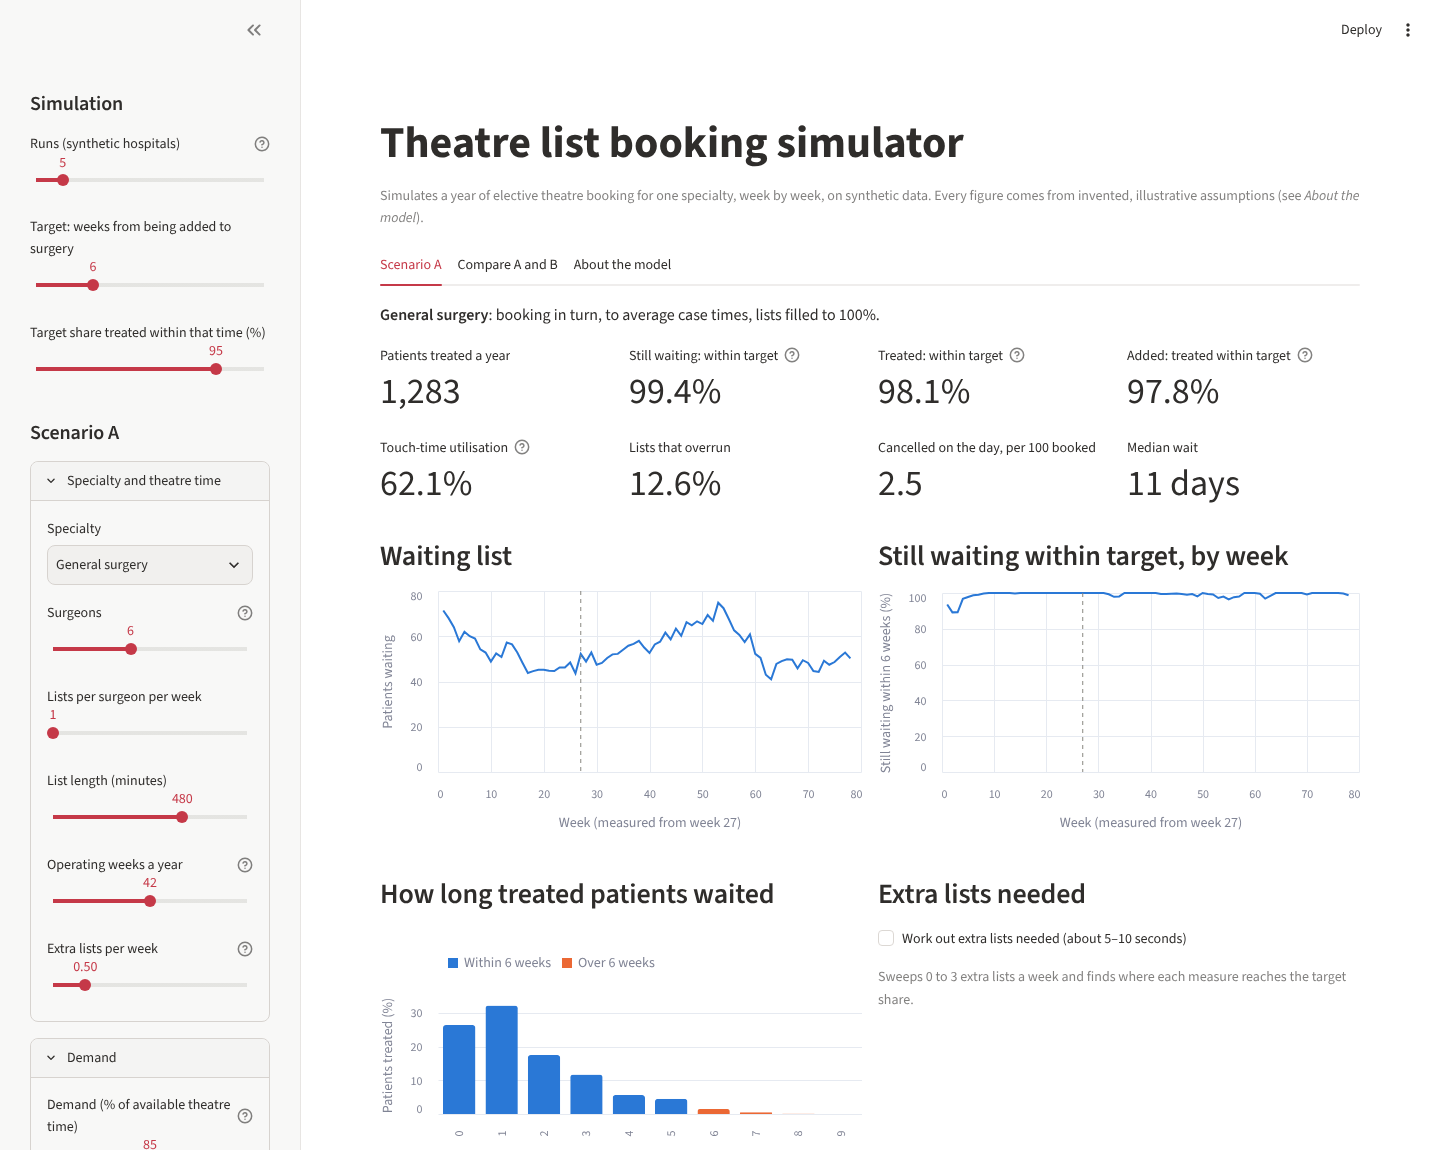 Deploy
Simulation
Runs (synthetic hospitals)
5
Target: weeks from being added to
surgery
6
Target share treated within that time (%)
95
Scenario A
Specialty and theatre time
Specialty
General surgery
Surgeons
6
Lists per surgeon per week
1
List length (minutes)
480
Operating weeks a year
42
Extra lists per week
0.50
Demand
Demand (% of available theatre
time)
85
Theatre list booking simulator
Simulates a year of elective theatre booking for one specialty, week by week, on synthetic data. Every figure comes from invented, illustrative assumptions (see About the
model).
Scenario A Compare A and B About the model
General surgery: booking in turn, to average case times, lists filled to 100%.
Patients treated a year
1,283
Still waiting: within target
99.4%
Treated: within target
98.1%
Added: treated within target
97.8%
Touch-time utilisation
62.1%
Lists that overrun
12.6%
Cancelled on the day, per 100 booked
2.5
Median wait
11 days
Waiting list
Patients waiting
80
60
40
20
0
0 10 20 30 40 50 60 70 80
Week (measured from week 27)
Still waiting within target, by week
Still waiting within 6 weeks (%)
100
80
60
40
20
0
0 10 20 30 40 50 60 70 80
Week (measured from week 27)
How long treated patients waited
Within 6 weeks Over 6 weeks
Patients treated (%)
30
20
10
0
0 1 2 3 4 5 6 7 8 9
Extra lists needed
Work out extra lists needed (about 5–10 seconds)
Sweeps 0 to 3 extra lists a week and finds where each measure reaches the target
share.